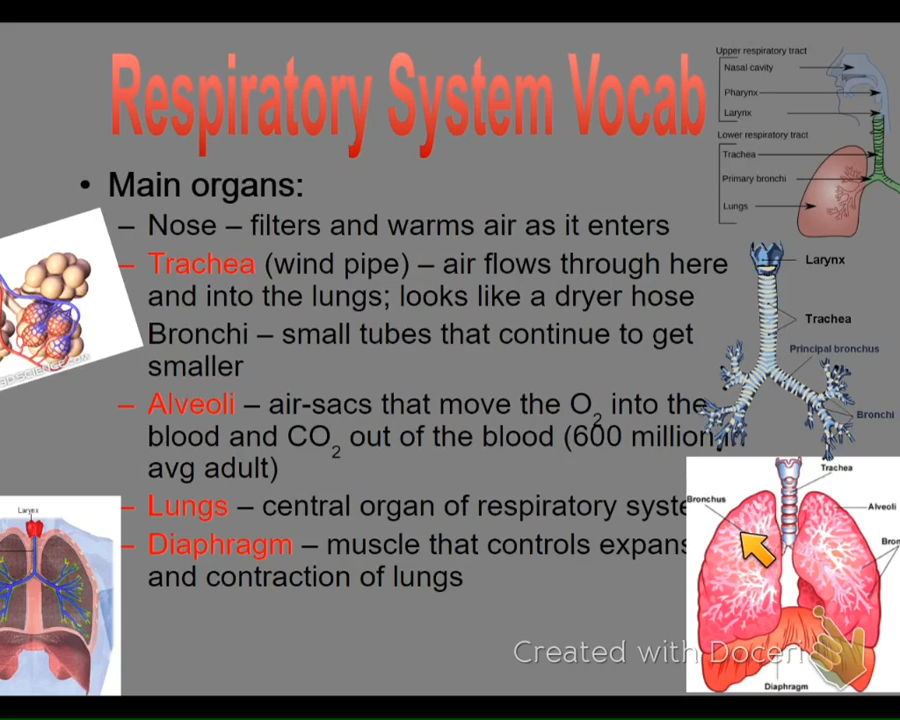 Respiratory System Vocab
• Main organs:
– Nose – filters and warms air as it enters
– Trachea (wind pipe) – air flows through here
and into the lungs; looks like a dryer hose
Bronchi – small tubes that continue to get
smaller
– Alveoli – air-sacs that move the O2 into the
blood and CO2 out of the blood (600 million
avg adult)
– Lungs – central organ of respiratory syste
– Diaphragm – muscle that controls expans
and contraction of lungs
Upper respiratory tract
Nasal cavity
Pharynx
Larynx
Lower respiratory tract
Trachea
Primary bronchi
Lungs
Larynx
Trachea
Principal bronchus
Bronchi
Trachea
Bronchus
Alveoli
Bron
Diaphragm
Larynx
Created with Doceri